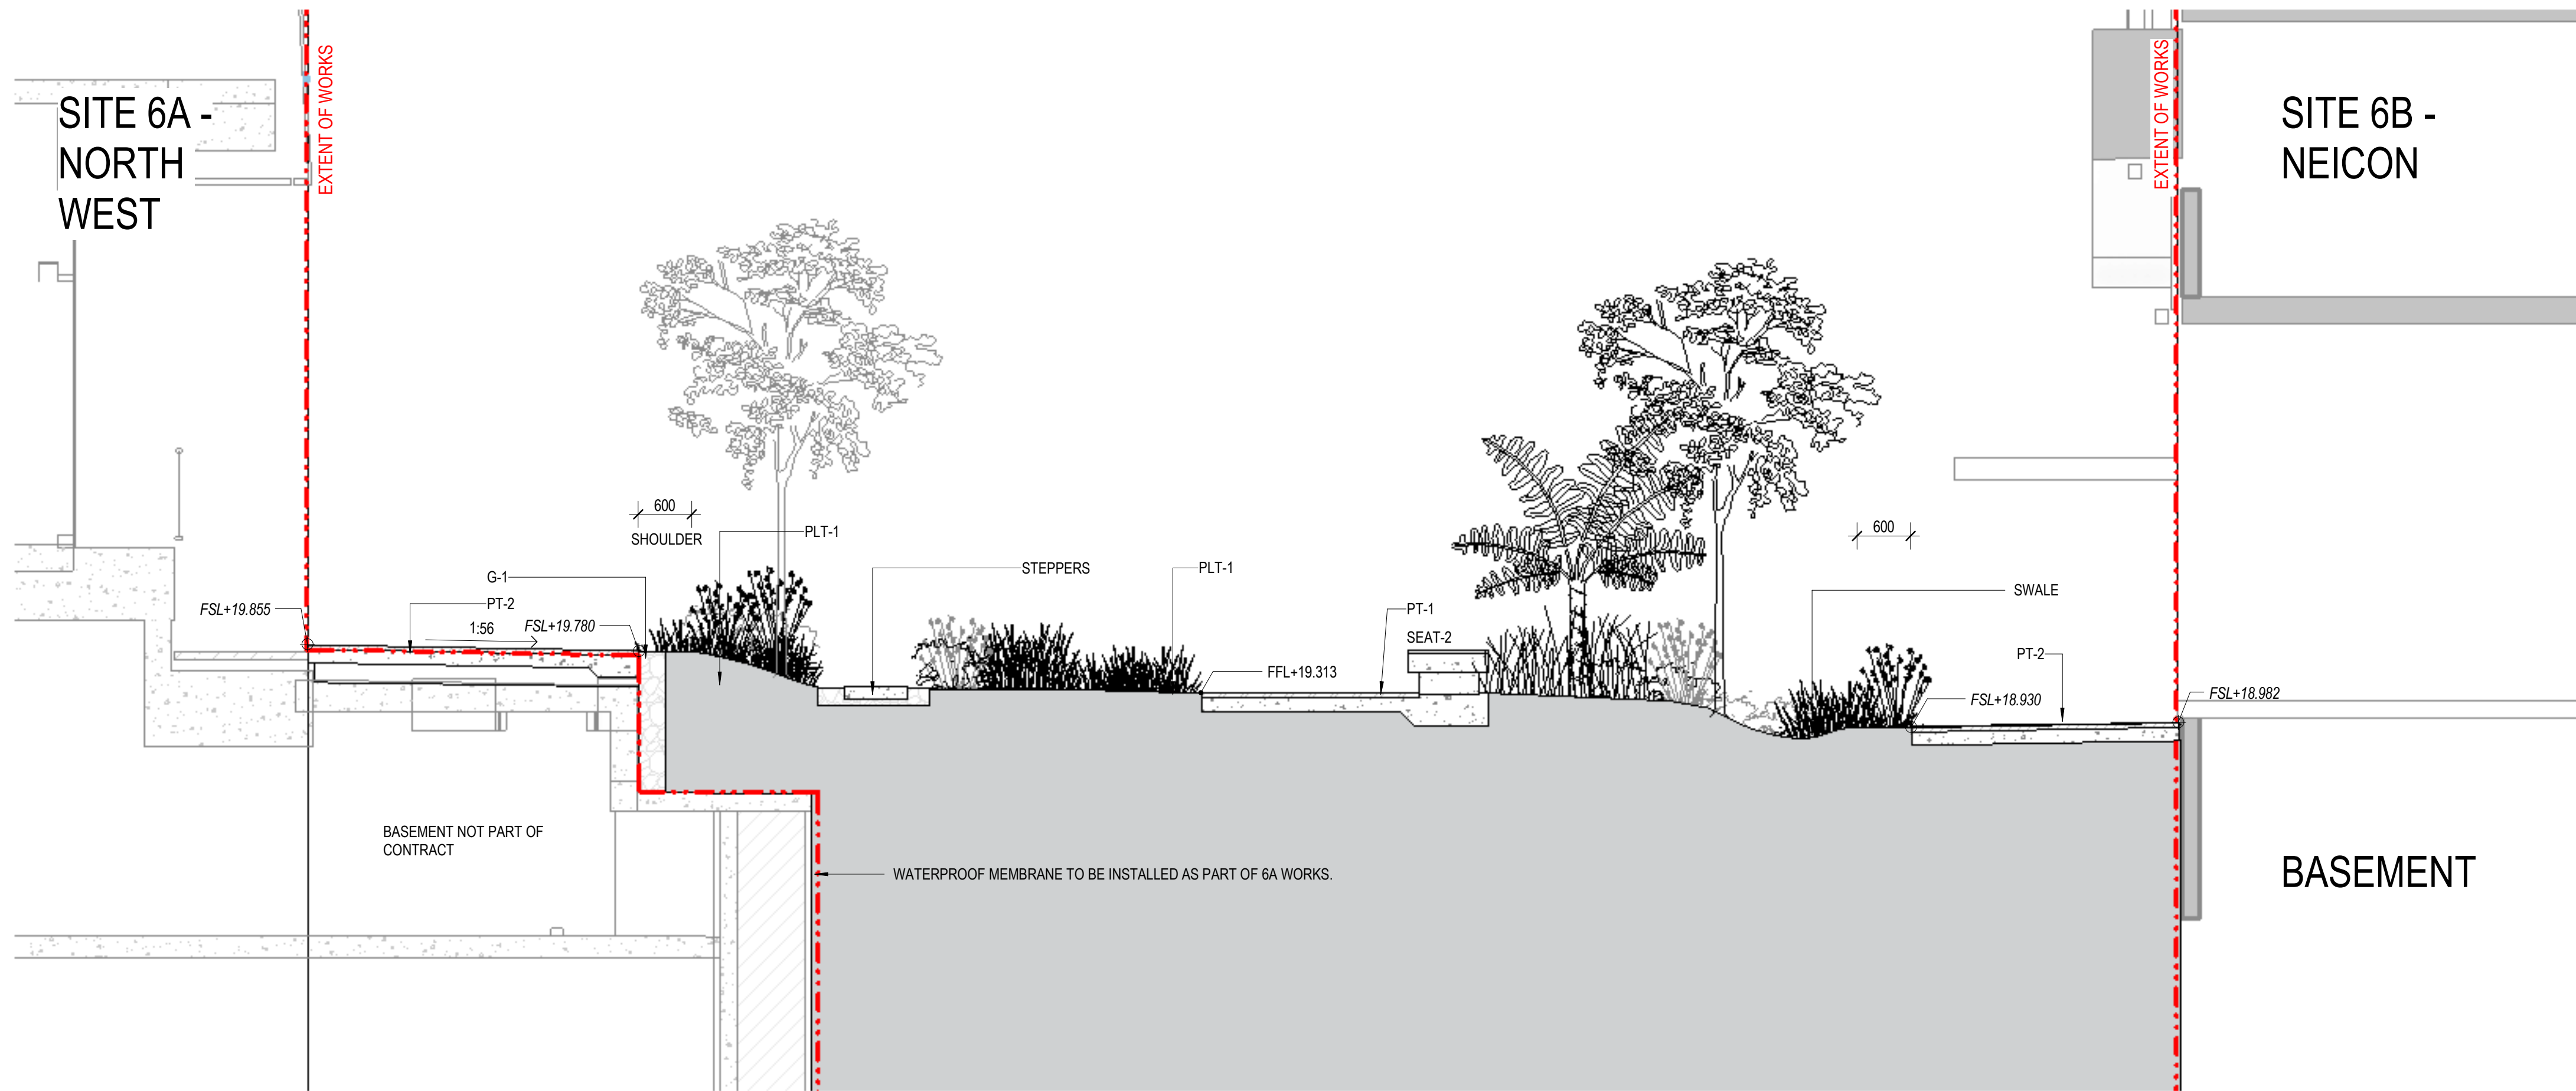 EXTENT OF WORKS
EXTENT OF WORKS
SITE 6A -
NORTH
WEST
SITE 6B -
NEICON
600
SHOULDER
PLT-1
600
STEPPERS
PLT-1
G-1
SWALE
PT-2
PT-1
FSL+19.855
1:56
FSL+19.780
SEAT-2
PT-2
FFL+19.313
FSL+18.930
FSL+18.982
BASEMENT NOT PART OF
CONTRACT
WATERPROOF MEMBRANE TO BE INSTALLED AS PART OF 6A WORKS.
BASEMENT